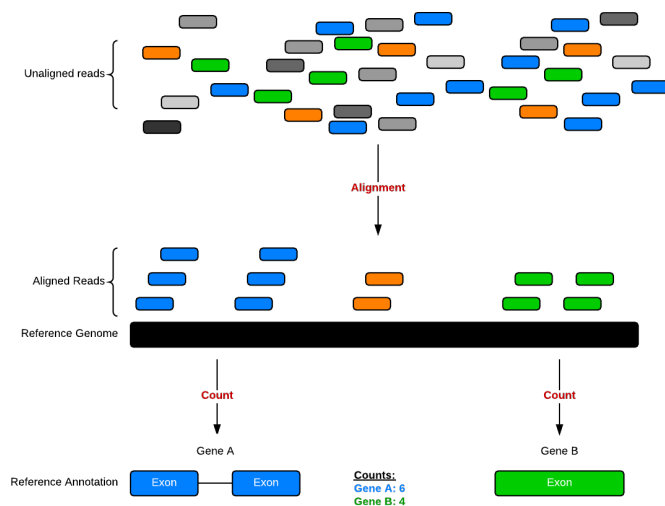 Unaligned reads
Alignment
Aligned Reads
Reference Genome
Count
Count
Gene A
Gene B
Reference Annotation
Exon
Exon
Exon
Counts:
Gene A: 6
Gene B: 4